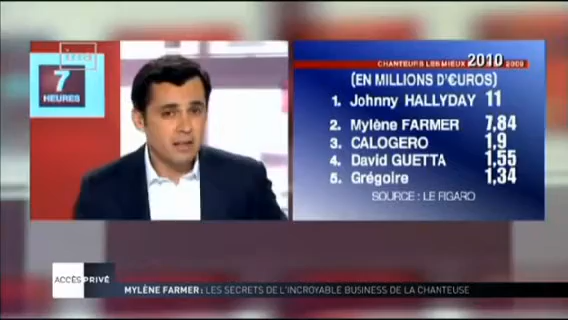 7
HEURES
CHANTEURS LES MIEUX 2010 2009
(EN MILLIONS D'€UROS)
1. Johnny HALLYDAY 11
2. Mylène FARMER 7,84
3. CALOGERO 1,9
4. David GUETTA 1,55
5. Grégoire 1,34
SOURCE : LE FIGARO
ACCÈS PRIVÉ
MYLÈNE FARMER : LES SECRETS DE L'INCROYABLE BUSINESS DE LA CHANTEUSE